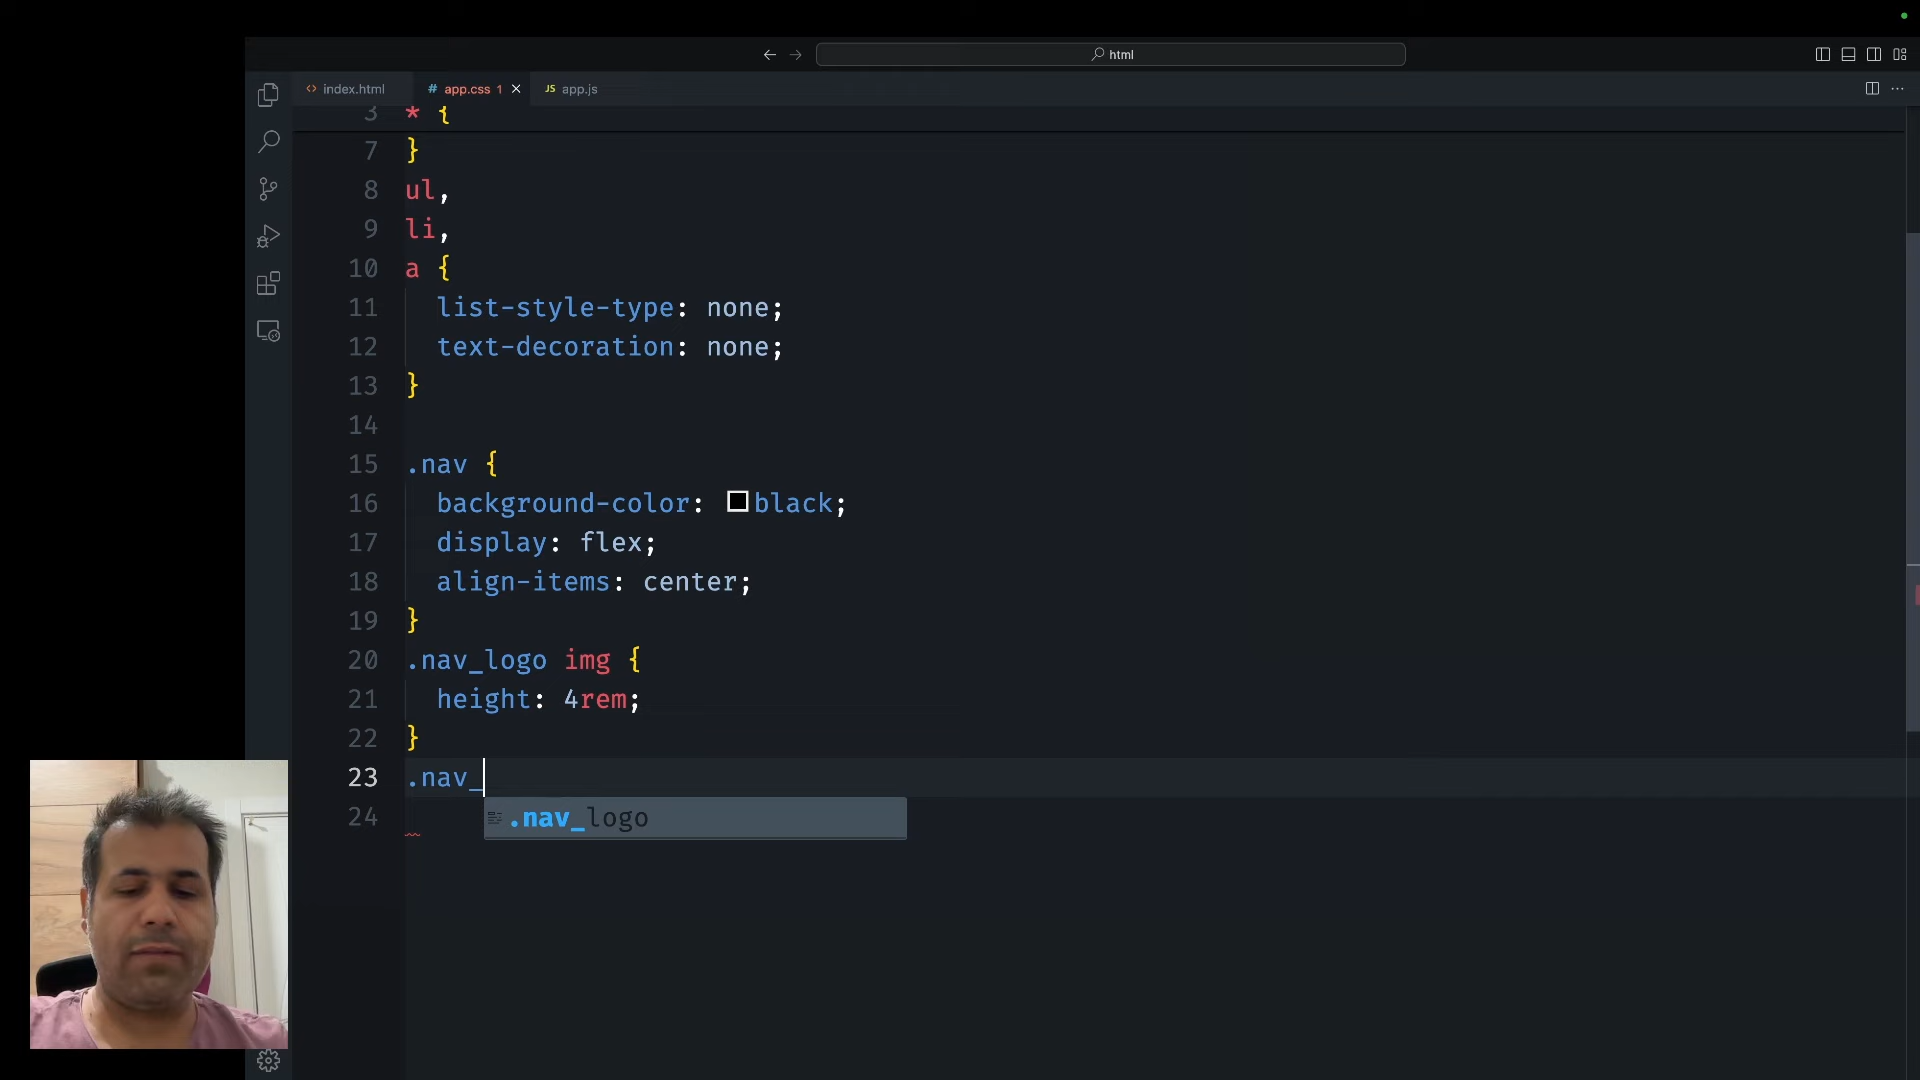 html
index.html
# app.css 1
JS app.js
3 * {
7 }
8 ul,
9 li,
10 a {
11 list-style-type: none;
12 text-decoration: none;
13 }
14
15 .nav {
16 background-color: black;
17 display: flex;
18 align-items: center;
19 }
20 .nav_logo img {
21 height: 4rem;
22 }
23 .nav_
24
.nav_logo